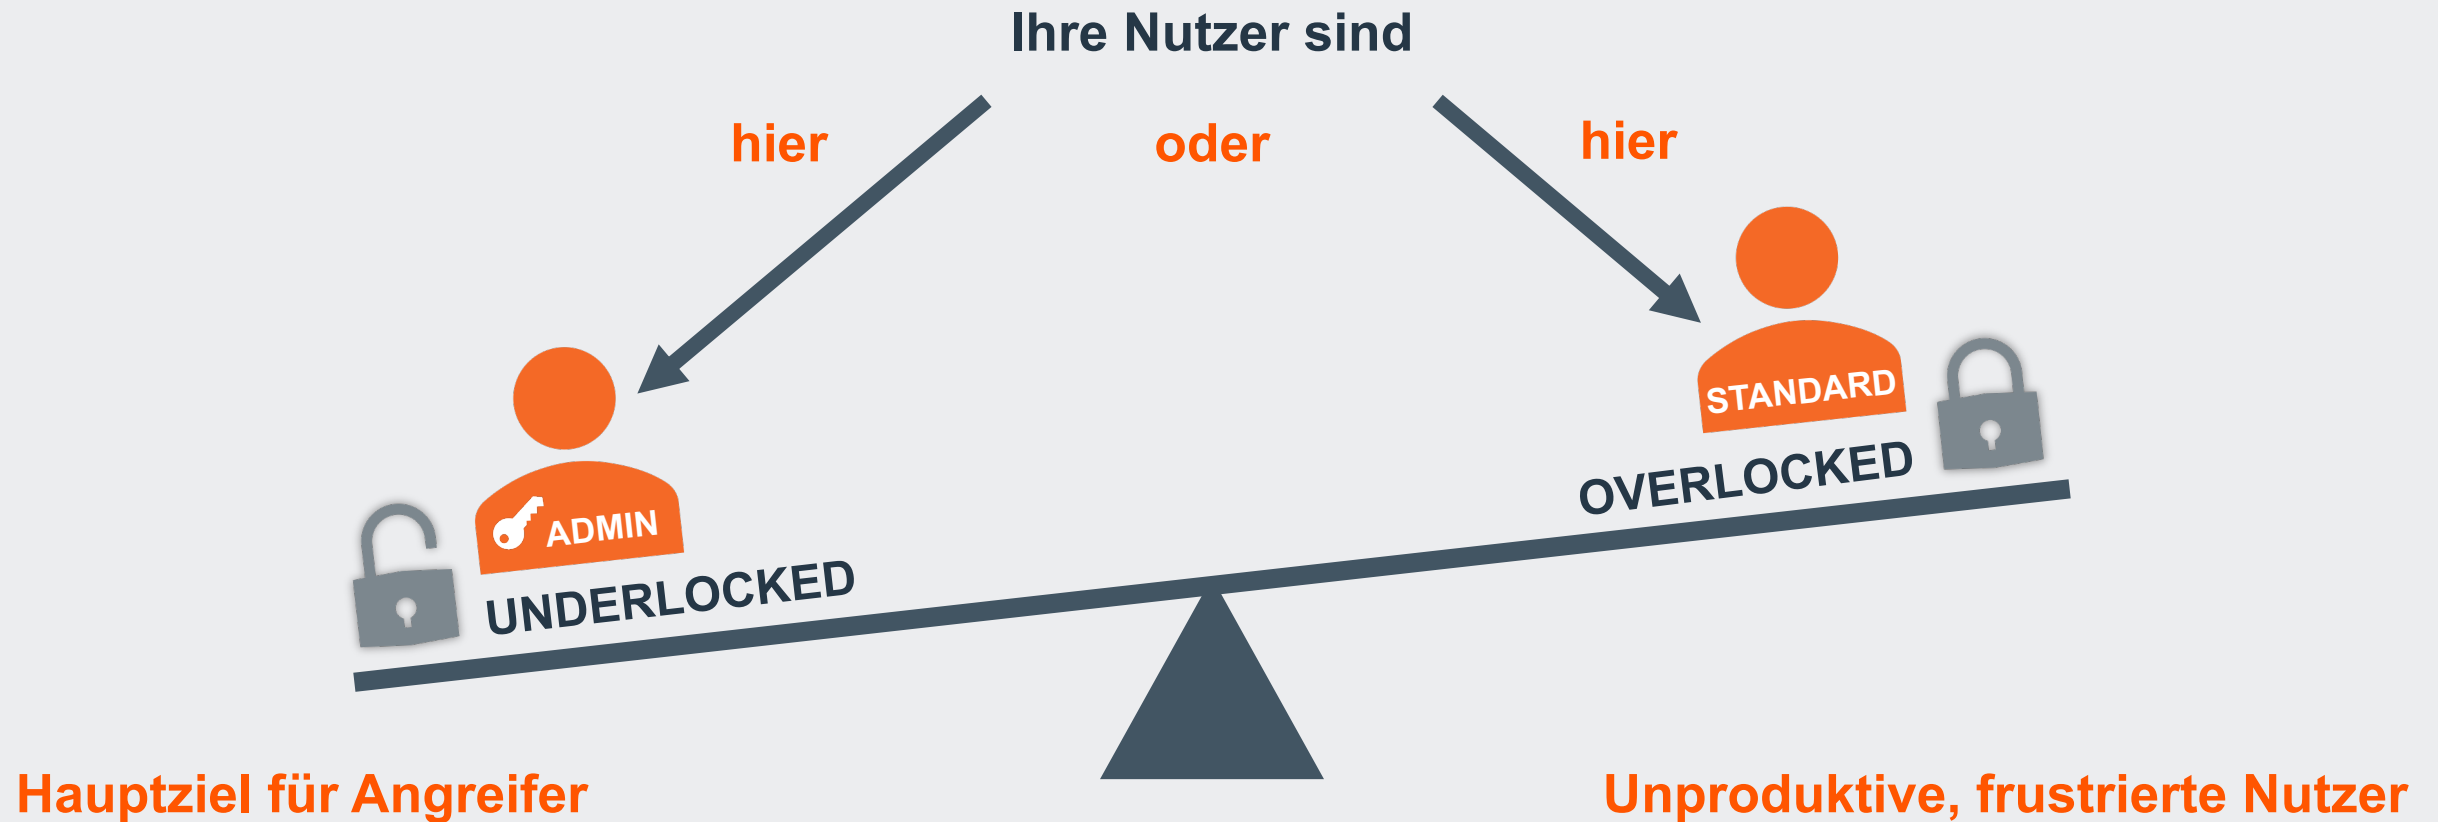 Ihre Nutzer sind
hier oder hier
STANDARD
OVERLOCKED
ADMIN
UNDERLOCKED
Hauptziel für Angreifer
Unproduktive, frustrierte Nutzer